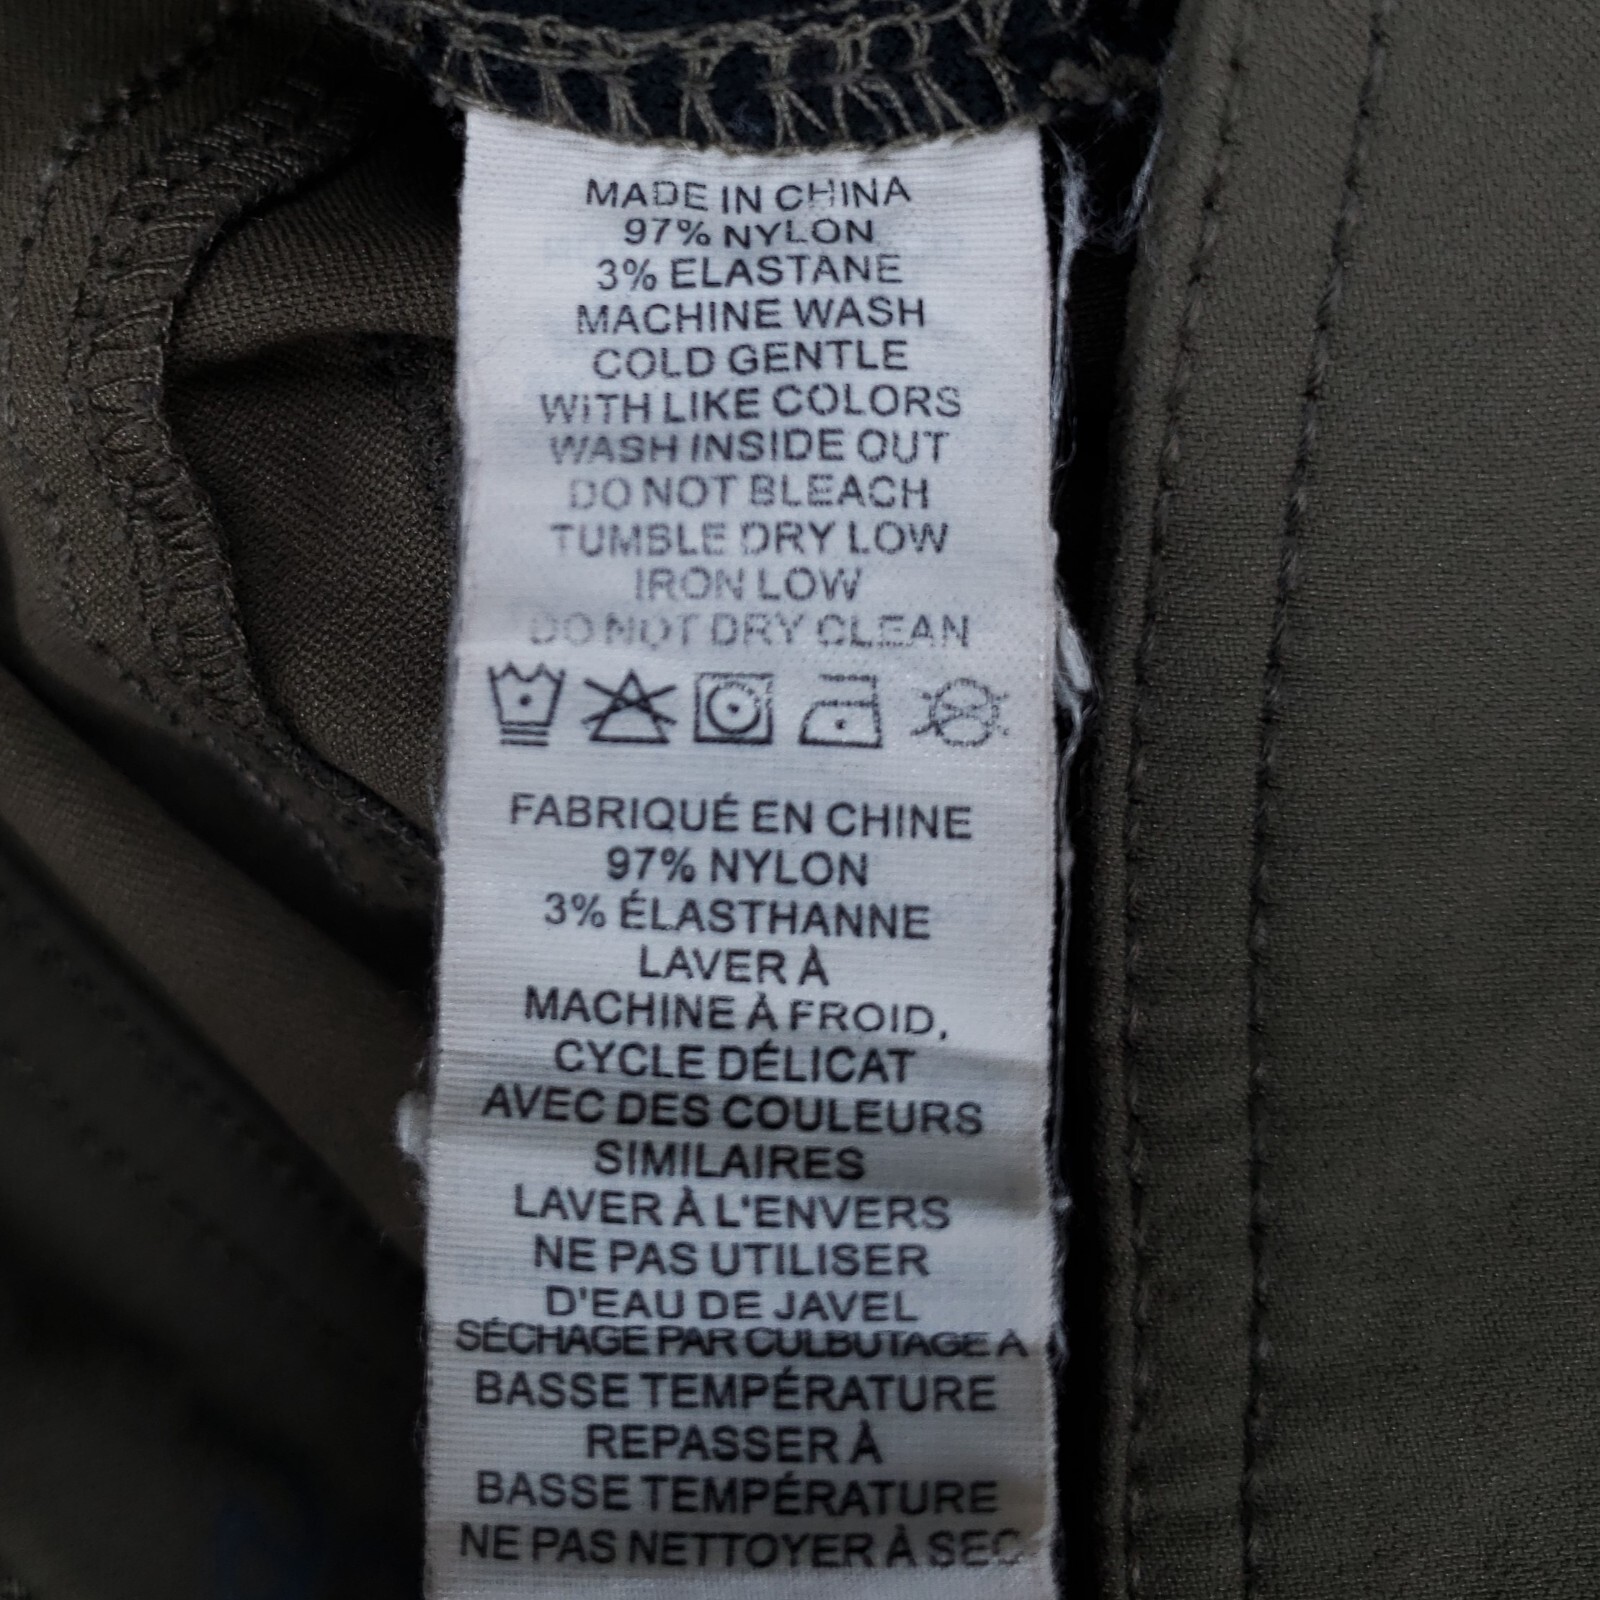 MADE IN CHINA
97% NYLON
3% ELASTANE
MACHINE WASH
COLD GENTLE
WITH LIKE COLORS
WASH INSIDE OUT
DO NOT BLEACH
TUMBLE DRY LOW
IRON LOW
DO NOT DRY CLEAN
FABRIQUÉ EN CHINE
97% NYLON
3% ÉLASTHANNE
LAVER À
MACHINE À FROID,
CYCLE DÉLICAT
AVEC DES COULEURS
SIMILAIRES
LAVER À L'ENVERS
NE PAS UTILISER
D'EAU DE JAVEL
SÉCHAGE PAR CULBUTAGE À
BASSE TEMPÉRATURE
REPASSER À
BASSE TEMPÉRATURE
NE PAS NETTOYER À SEC